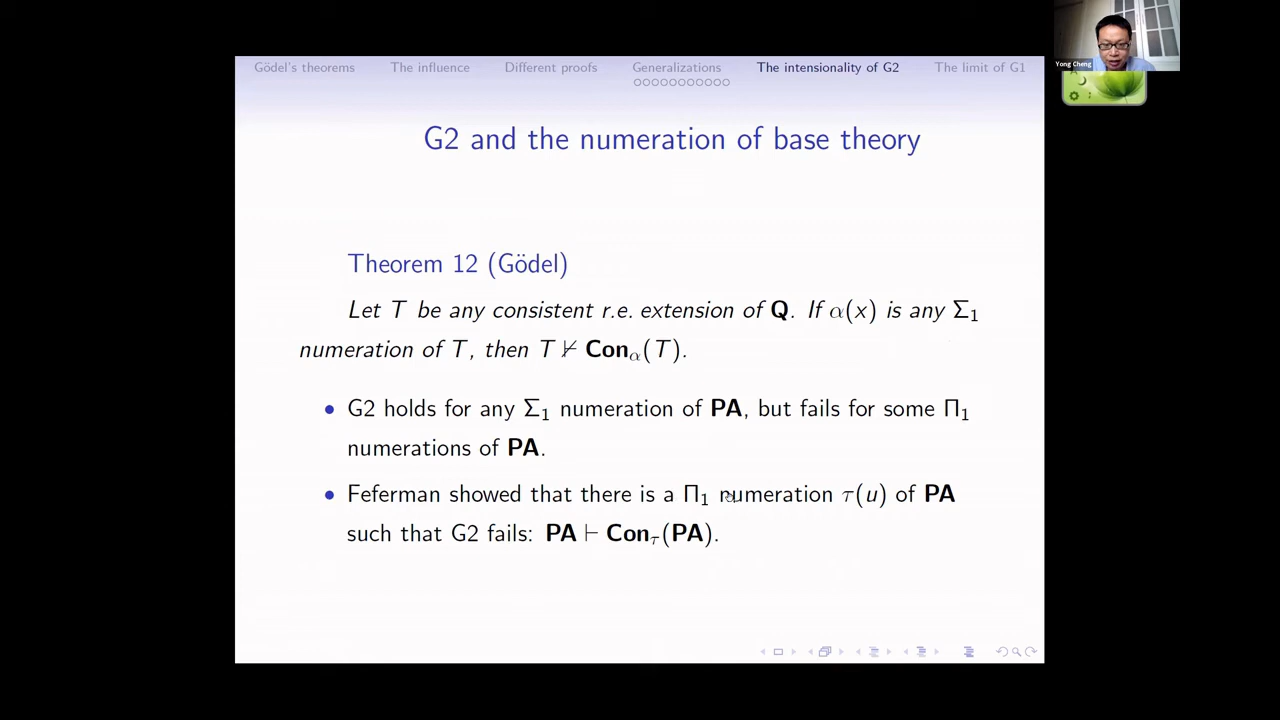 Gödel's theorems The influence Different proofs Generalizations The intensionality of G2 The limit of G1
Yong Cheng
G2 and the numeration of base theory
Theorem 12 (Gödel)
Let T be any consistent r.e. extension of Q. If α(x) is any Σ₁
numeration of T, then T ⊬ Con_α(T).
• G2 holds for any Σ₁ numeration of PA, but fails for some Π₁
numerations of PA.
• Feferman showed that there is a Π₁ numeration τ(u) of PA
such that G2 fails: PA ⊢ Con_τ(PA).